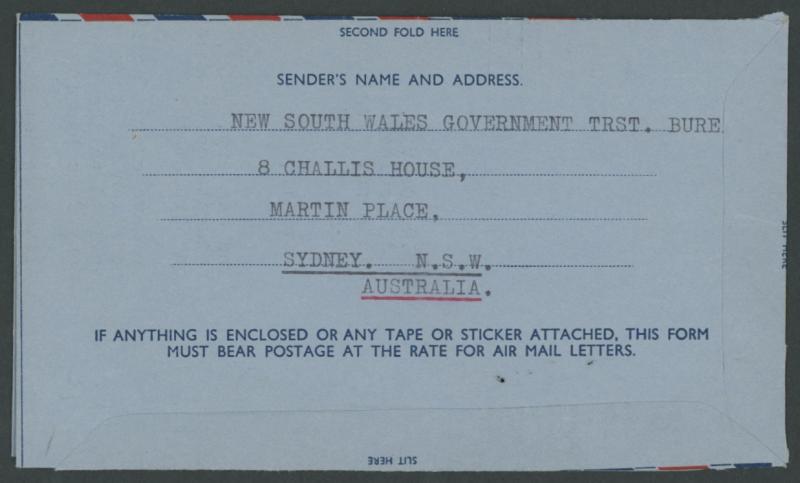 SECOND FOLD HERE
SENDER'S NAME AND ADDRESS.
NEW SOUTH WALES GOVERNMENT TRST. BURE
8 CHALLIS HOUSE,
MARTIN PLACE,
SYDNEY. N.S.W.
AUSTRALIA.
SLIT HERE
IF ANYTHING IS ENCLOSED OR ANY TAPE OR STICKER ATTACHED, THIS FORM
MUST BEAR POSTAGE AT THE RATE FOR AIR MAIL LETTERS.
SLIT HERE